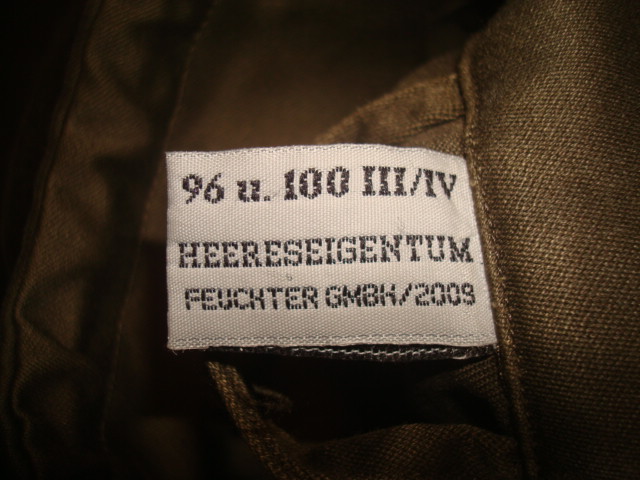 96 u. 100 III/IV
HEERESEIGENTUM
FEUCHTER GMBH/2009